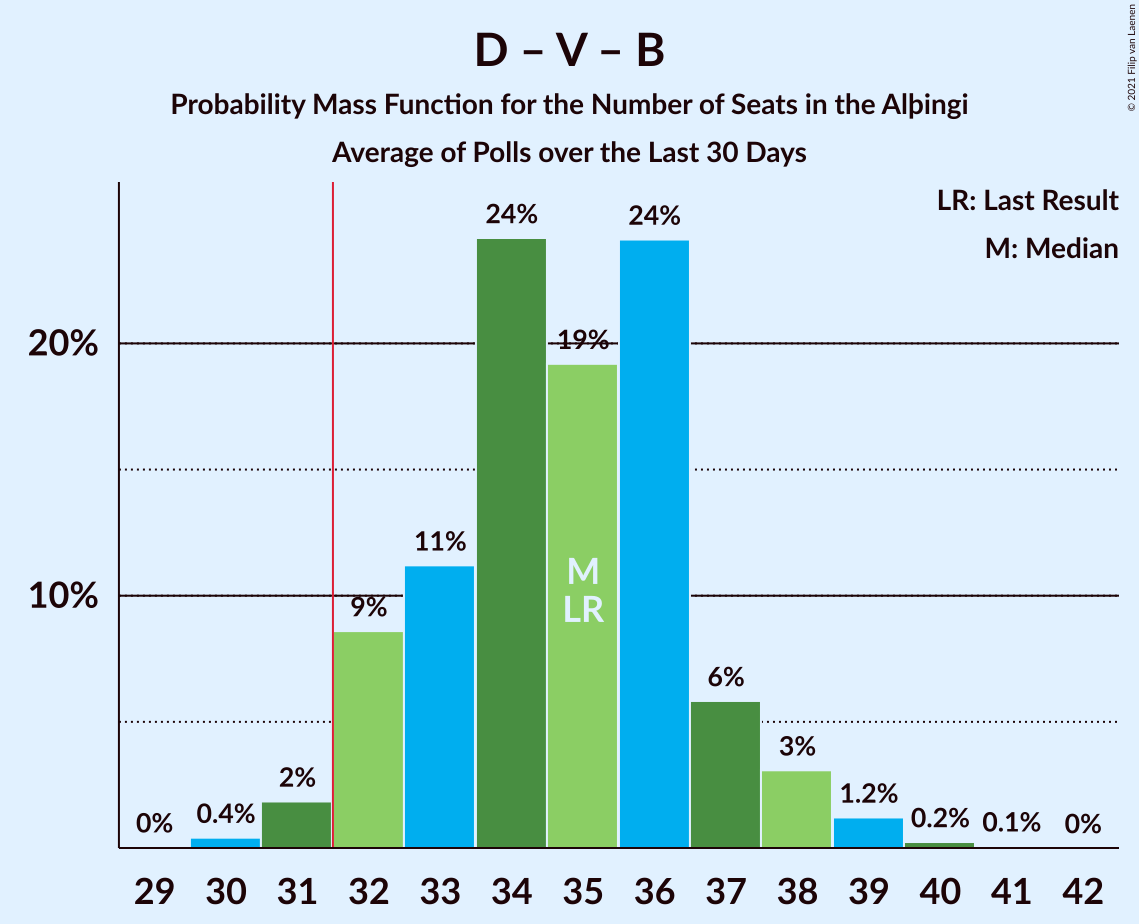 D – V – B
Probability Mass Function for the Number of Seats in the Alþingi
Average of Polls over the Last 30 Days
© 2021 Filip van Laenen
LR: Last Result
M: Median
20%
10%
0%
0.4%
2%
9%
11%
24%
19%
24%
6%
3%
1.2%
0.2%
0.1%
0%
M
LR
29 30 31 32 33 34 35 36 37 38 39 40 41 42